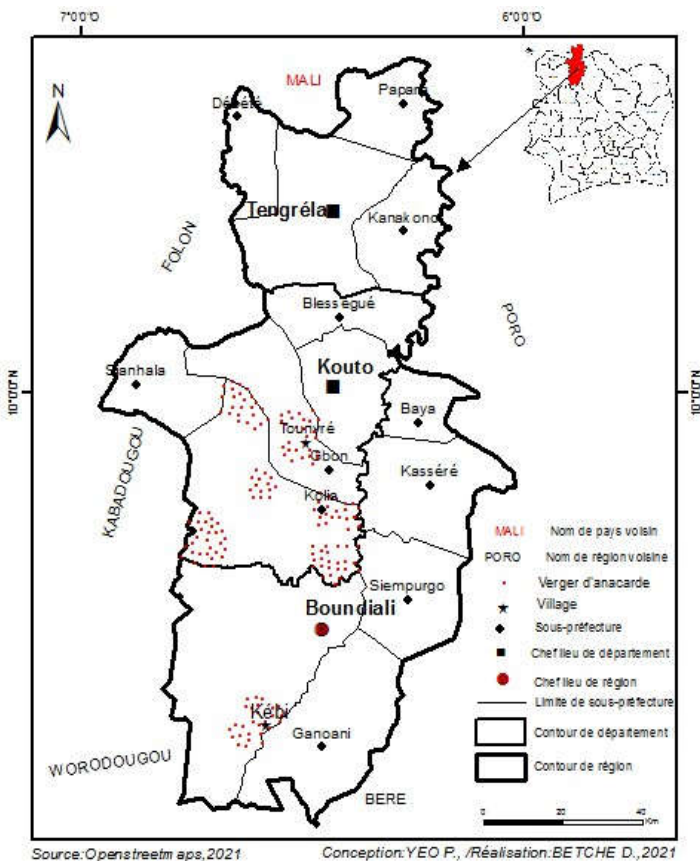 7°0'0"O 6°0'0"O
N
MALI
Débété
Papara
Tengréla
Kanakono
FOLON
Blességué
PORO
Kouto
10°0'0"N 10°0'0"N
Sianhala
Baya
Tounvré
Gbon
Kasséré
KABADOUGOU
Kolia
MALI Nom de pays voisin
PORO Nom de région voisine
Verger d'anacarde
Village
Sous-préfecture
Chef lieu de département
Chef lieu de région
Limite de sous-préfecture
Contour de département
Contour de région
Siempurgo
Boundiali
Kébi
Ganoani
WORODOUGOU
BERE
0 20 40
Km
Source:Openstreetmaps,2021 Conception:YEO P., /Réalisation:BETCHE D.,2021